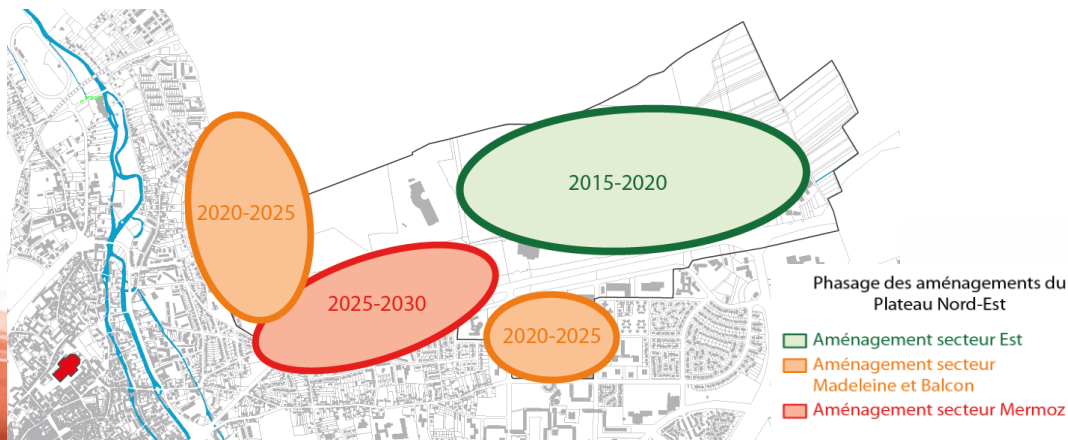 2015-2020
2020-2025
2025-2030
2020-2025
Phasage des aménagements du
Plateau Nord-Est
Aménagement secteur Est
Aménagement secteur
Madeleine et Balcon
Aménagement secteur Mermoz